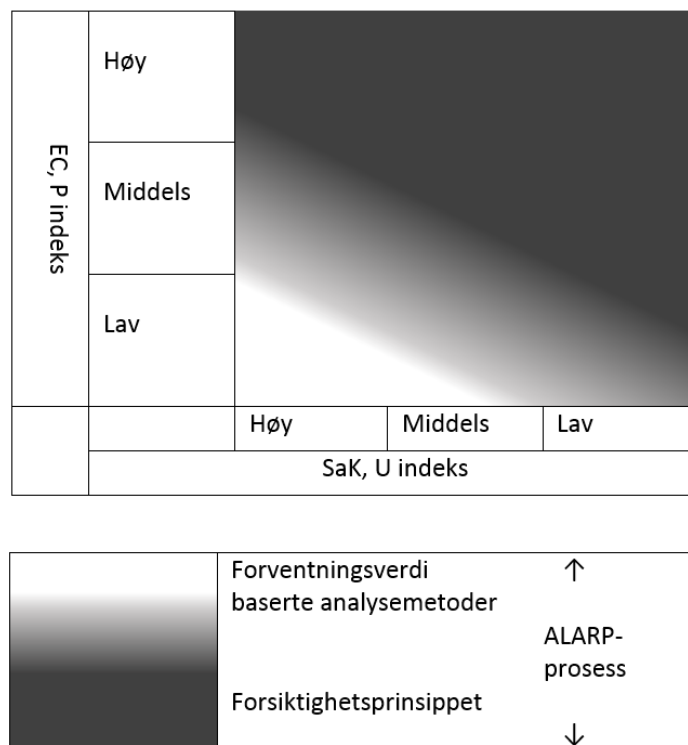 EC, P indeks
Høy
Middels
Lav
Høy Middels Lav
SaK, U indeks
Forventningsverdi ↑
baserte analysemetoder
ALARP-
prosess
Forsiktighetsprinsippet
↓